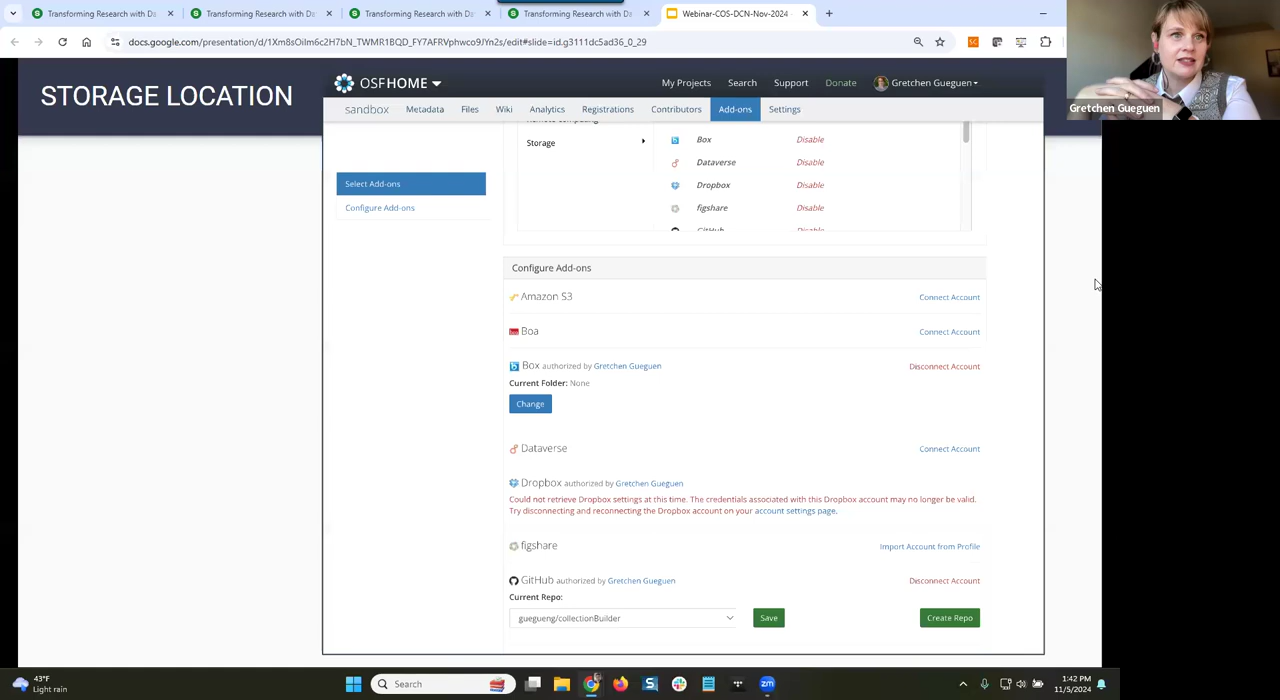 Transforming Research with Da
Transforming Research with Da
Transforming Research with Da
Transforming Research with Da
Webinar-COS-DCN-Nov-2024 -
docs.google.com/presentation/d/1Xm8sOilm6c2H7bN_TWMR1BQD_FY7AFRVphwco9JYn2s/edit#slide=id.g3111dc5ad36_0_29
Gretchen Gueguen
STORAGE LOCATION
OSFHOME
My Projects
Search
Support
Donate
Gretchen Gueguen
sandbox
Metadata
Files
Wiki
Analytics
Registrations
Contributors
Add-ons
Settings
Select Add-ons
Configure Add-ons
Storage
Box Disable
Dataverse Disable
Dropbox Disable
figshare Disable
GitHub Disable
Configure Add-ons
Amazon S3 Connect Account
Boa Connect Account
Box authorized by Gretchen Gueguen Disconnect Account
Current Folder: None
Change
Dataverse Connect Account
Dropbox authorized by Gretchen Gueguen
Could not retrieve Dropbox settings at this time. The credentials associated with this Dropbox account may no longer be valid.
Try disconnecting and reconnecting the Dropbox account on your account settings page.
figshare Import Account from Profile
GitHub authorized by Gretchen Gueguen Disconnect Account
Current Repo:
guegueng/collectionBuilder Save Create Repo
43°F
Light rain
Search
1:42 PM
11/5/2024